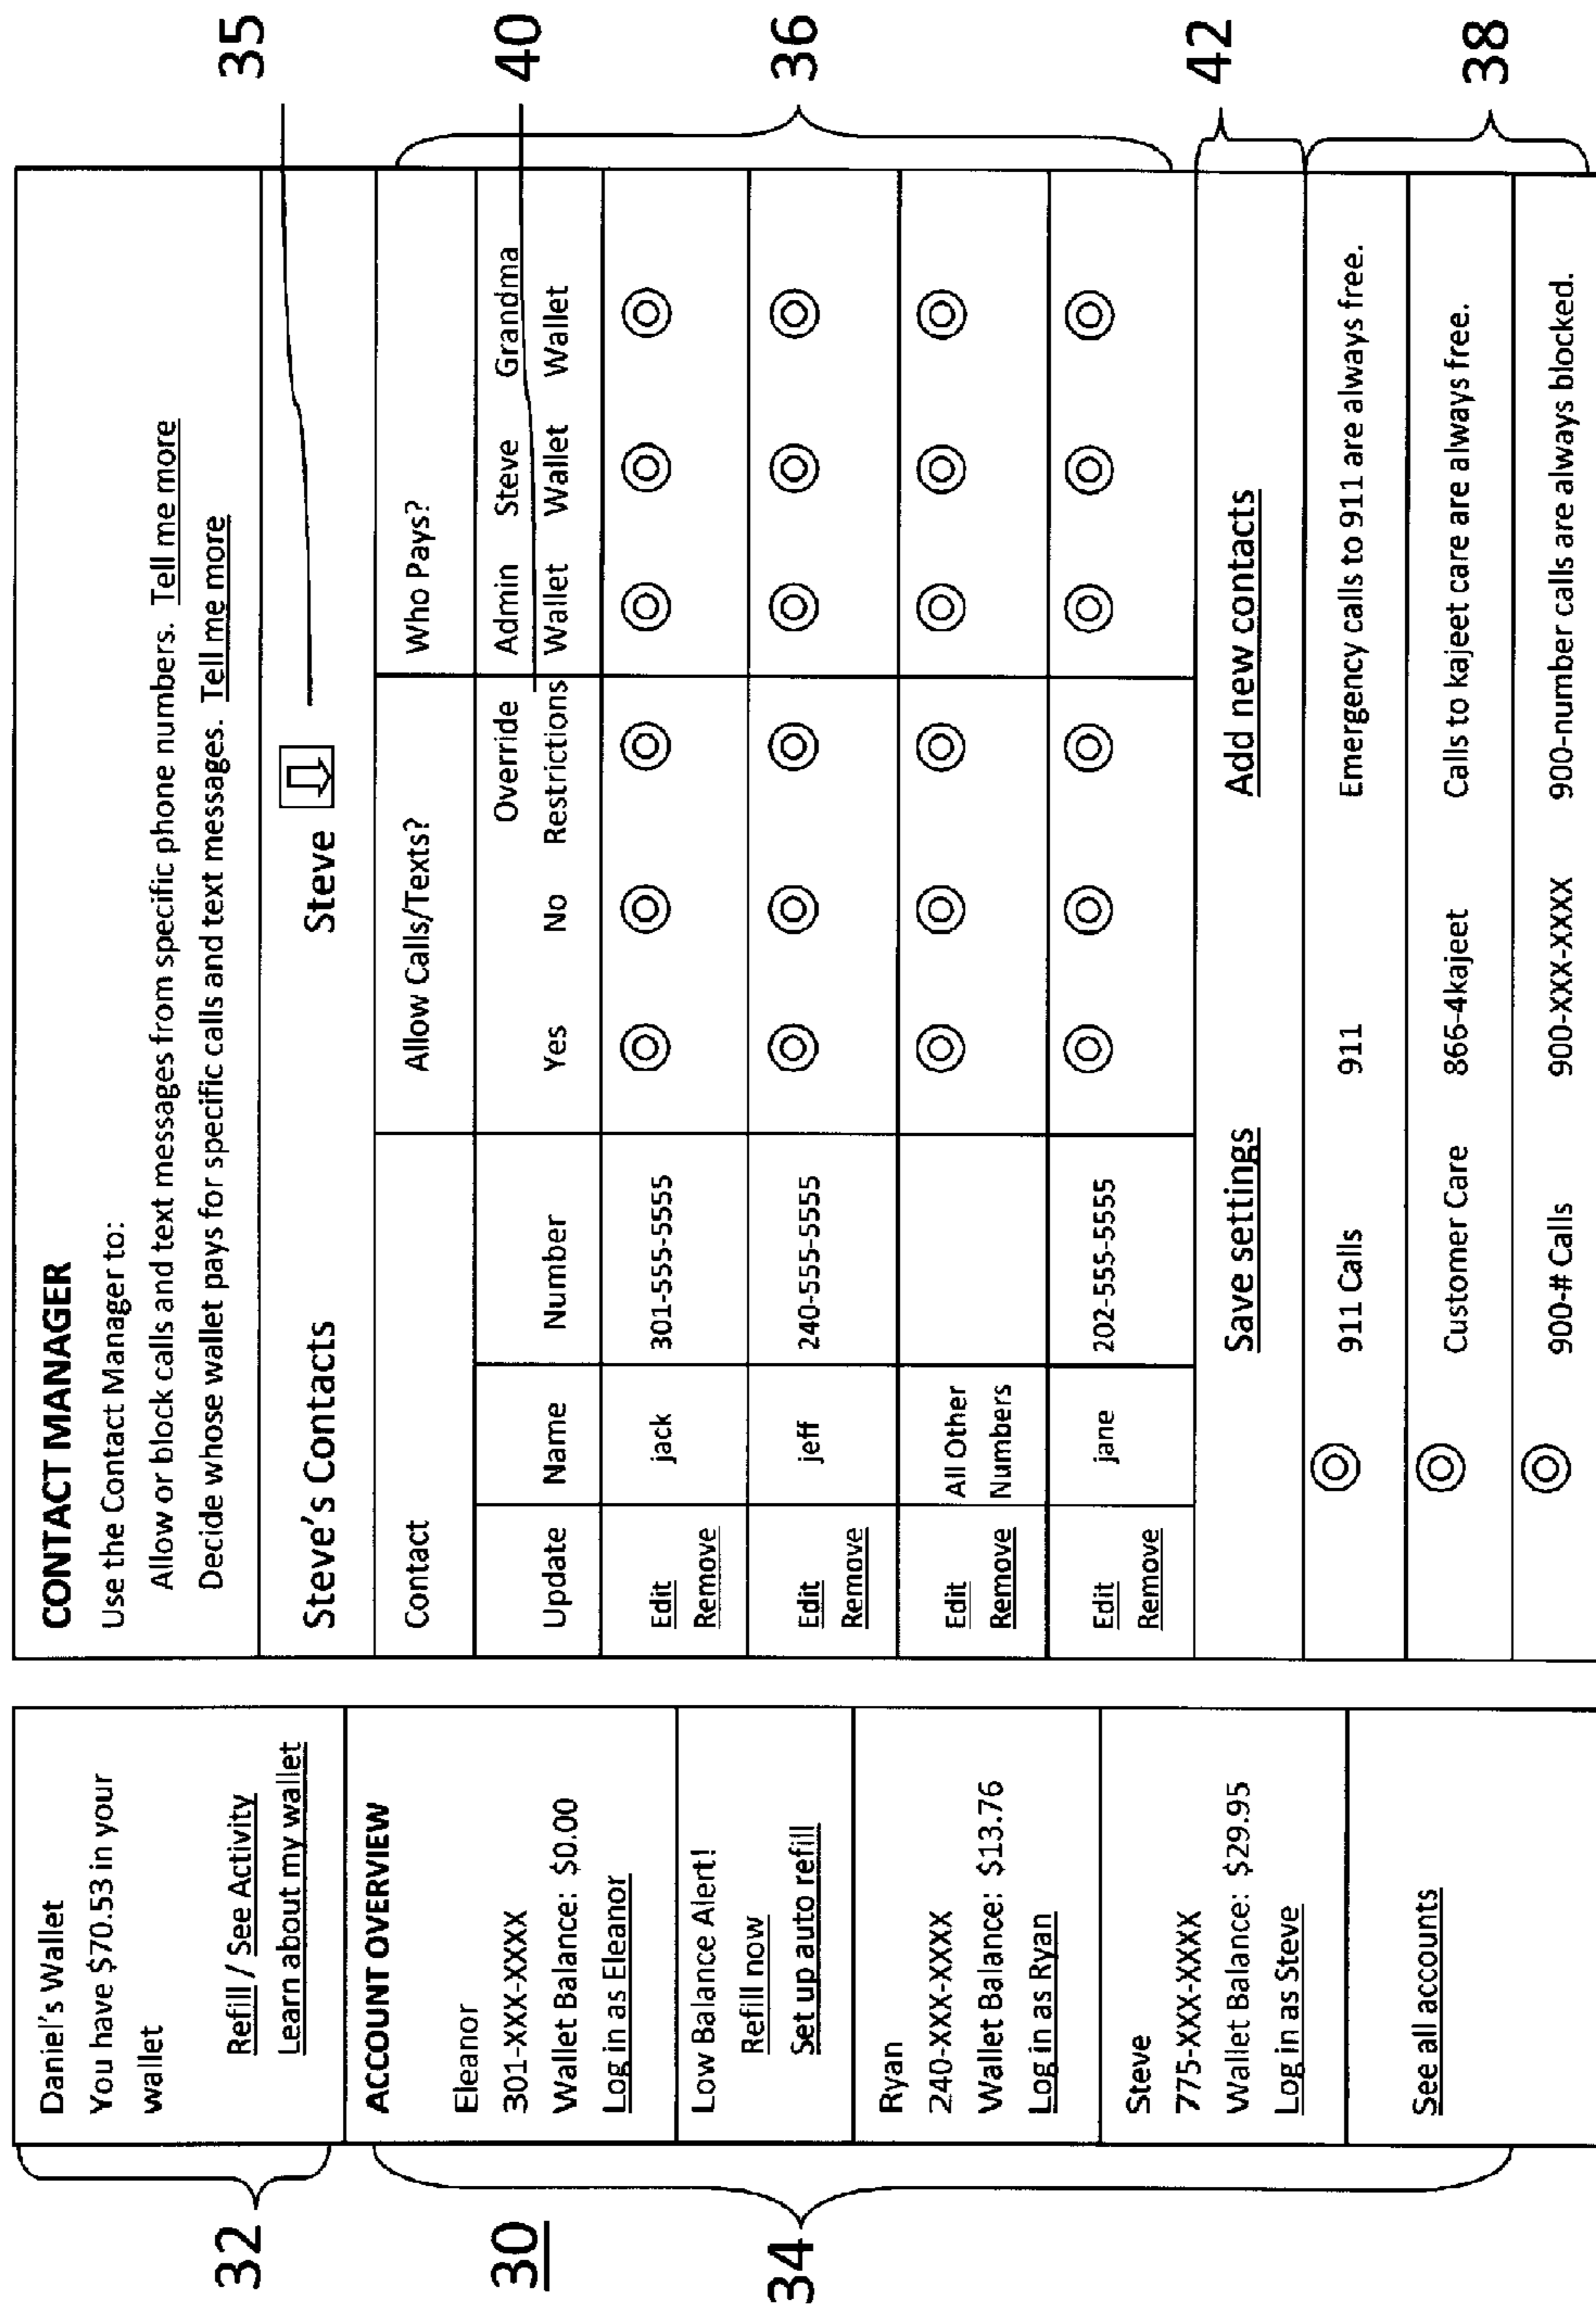 32
30
34
Daniel's Wallet
You have $70.53 in your
wallet
Refill / See Activity
Learn about my wallet
ACCOUNT OVERVIEW
Eleanor
301-XXX-XXXX
Wallet Balance: $0.00
Log in as Eleanor
Low Balance Alert!
Refill now
Set up auto refill
Ryan
240-XXX-XXXX
Wallet Balance: $13.76
Log in as Ryan
Steve
775-XXX-XXXX
Wallet Balance: $29.95
Log in as Steve
See all accounts
CONTACT MANAGER
Use the Contact Manager to:
Allow or block calls and text messages from specific phone numbers. Tell me more
Decide whose wallet pays for specific calls and text messages. Tell me more
Steve's Contacts Steve
Contact Allow Calls/Texts? Who Pays?
Update Name Number Yes No Override Restrictions Admin Wallet Steve Wallet Grandma Wallet
Edit Remove jack 301-555-5555
Edit Remove jeff 240-555-5555
Edit Remove All Other Numbers
Edit Remove jane 202-555-5555
Save settings Add new contacts
911 Calls 911 Emergency calls to 911 are always free.
Customer Care 866-4kajeet Calls to kajeet care are always free.
900-# Calls 900-XXX-XXXX 900-number calls are always blocked.
35
40
36
42
38